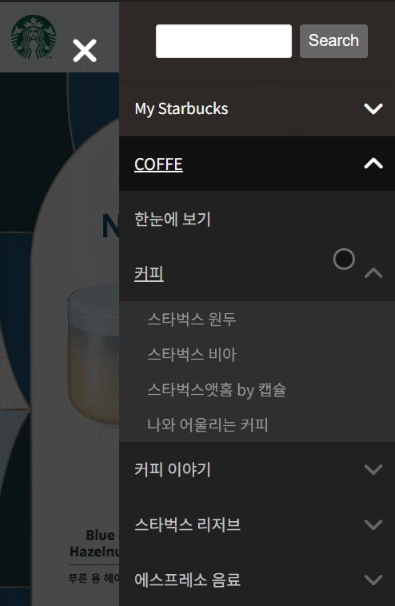 Search
My Starbucks
COFFE
한눈에 보기
커피
스타벅스 원두
스타벅스 비아
스타벅스앳홈 by 캡슐
나와 어울리는 커피
커피 이야기
스타벅스 리저브
에스프레소 음료
N
Blue
Hazelnu
푸른 용 헤이